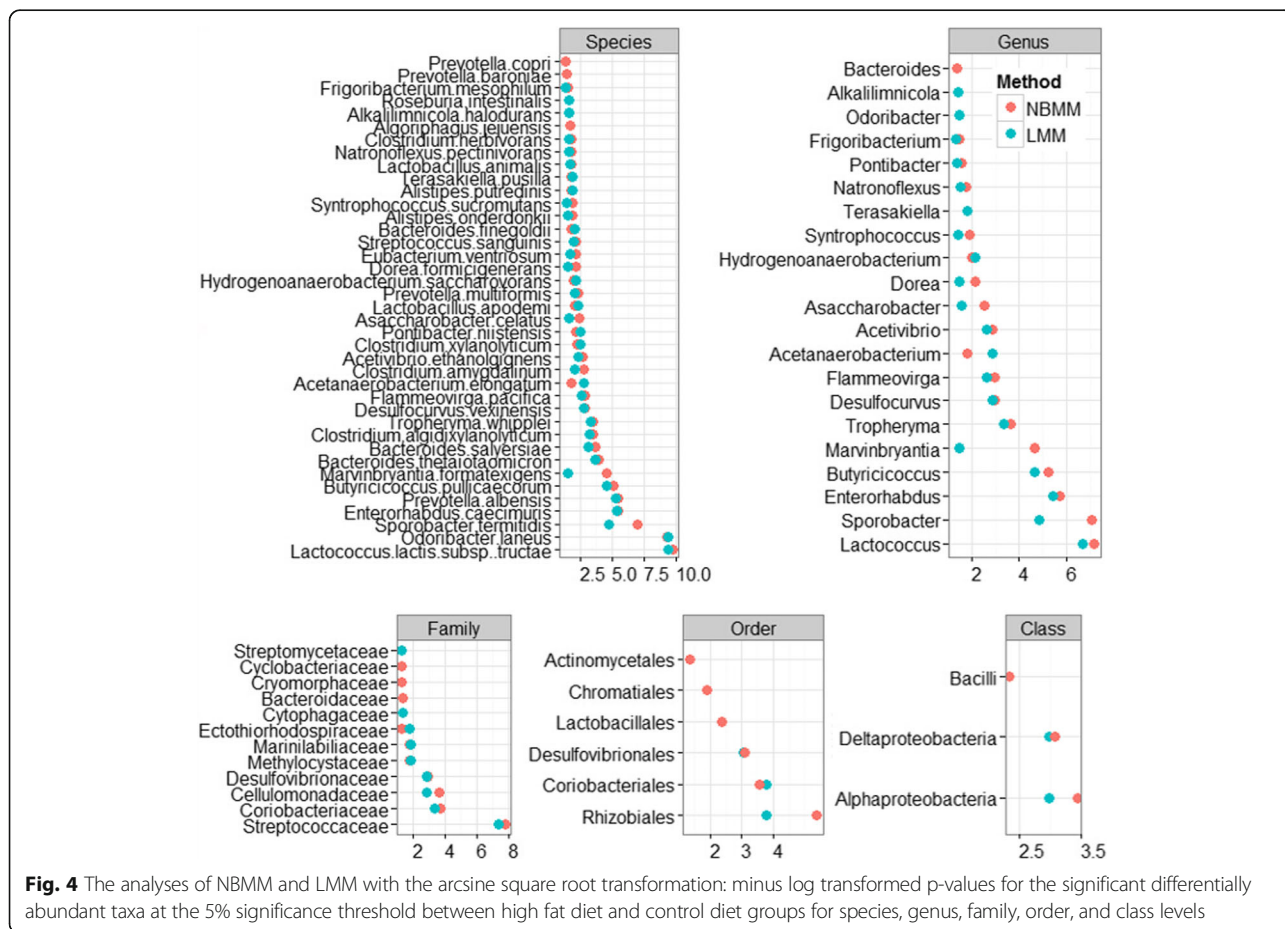 Species
Prevotella.copri
Prevotella.baroniae
Frigoribacterium.mesophilum
Roseburia.intestinalis
Alkalilimnicola.halodurans
Algoriphagus.jejuensis
Clostridium.herbivorans
Natronoflexus.pectinivorans
Lactobacillus.animalis
Terasakiella.pusilla
Alistipes.putredinis
Syntrophococcus.sucromutans
Alistipes.onderdonkii
Bacteroides.finegoldii
Streptococcus.sanguinis
Eubacterium.ventriosum
Dorea.formicigenerans
Hydrogenoanaerobacterium.saccharovorans
Prevotella.multiformis
Lactobacillus.apodemi
Asaccharobacter.celatus
Pontibacter.niistensis
Clostridium.xylanolyticum
Acetivibrio.ethanolgignens
Clostridium.amygdalinum
Acetanaerobacterium.elongatum
Flammeovirga.pacifica
Desulfocurvus.vexinensis
Tropheryma.whipplei
Clostridium.algidixylanolyticum
Bacteroides.salyersiae
Bacteroides.thetaiotaomicron
Marvinbryantia.formatexigens
Butyricicoccus.pullicaecorum
Prevotella.albensis
Enterorhabdus.caecimuris
Sporobacter.termitidis
Odoribacter.laneus
Lactococcus.lactis.subsp..tructae
2.5 5.0 7.5 10.0
Genus
Bacteroides
Alkalilimnicola
Odoribacter
Frigoribacterium
Pontibacter
Natronoflexus
Terasakiella
Syntrophococcus
Hydrogenoanaerobacterium
Dorea
Asaccharobacter
Acetivibrio
Acetanaerobacterium
Flammeovirga
Desulfocurvus
Tropheryma
Marvinbryantia
Butyricicoccus
Enterorhabdus
Sporobacter
Lactococcus
2 4 6
Method
NBMM
LMM
Family
Streptomycetaceae
Cyclobacteriaceae
Cryomorphaceae
Bacteroidaceae
Cytophagaceae
Ectothiorhodospiraceae
Marinilabiliaceae
Methylocystaceae
Desulfovibrionaceae
Cellulomonadaceae
Coriobacteriaceae
Streptococcaceae
2 4 6 8
Order
Actinomycetales
Chromatiales
Lactobacillales
Desulfovibrionales
Coriobacteriales
Rhizobiales
2 3 4
Class
Bacilli
Deltaproteobacteria
Alphaproteobacteria
2.5 3.5
Fig. 4 The analyses of NBMM and LMM with the arcsine square root transformation: minus log transformed p-values for the significant differentially
abundant taxa at the 5% significance threshold between high fat diet and control diet groups for species, genus, family, order, and class levels